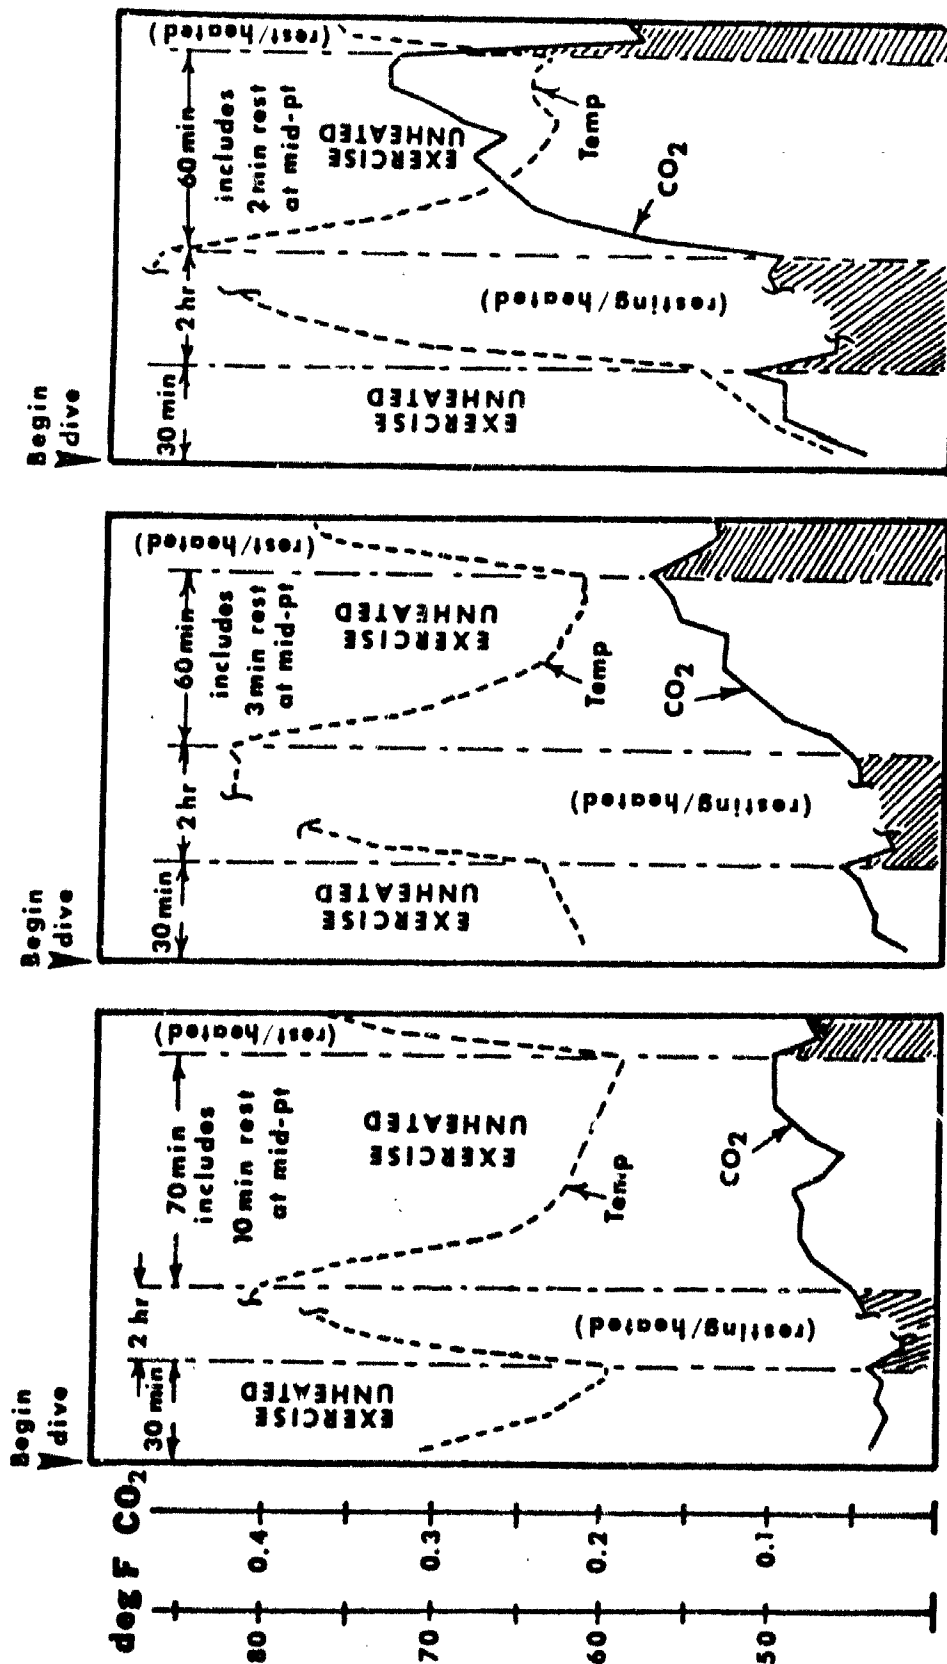 deg F CO2
80
70
60
50
0.4
0.3
0.2
0.1
Begin
dive
30 min
2 hr
70 min
includes
10 min rest
at mid-pt
EXERCISE
UNHEATED
(resting/heated)
EXERCISE
UNHEATED
(rest/heated)
Temp
CO2
Begin
dive
30 min
2 hr
60 min
includes
3 min rest
at mid-pt
EXERCISE
UNHEATED
(resting/heated)
EXERCISE
UNHEATED
(rest/heated)
Temp
CO2
Begin
dive
30 min
2 hr
60 min
includes
2 min rest
at mid-pt
EXERCISE
UNHEATED
(resting/heated)
EXERCISE
UNHEATED
(rest/heated)
Temp
CO2